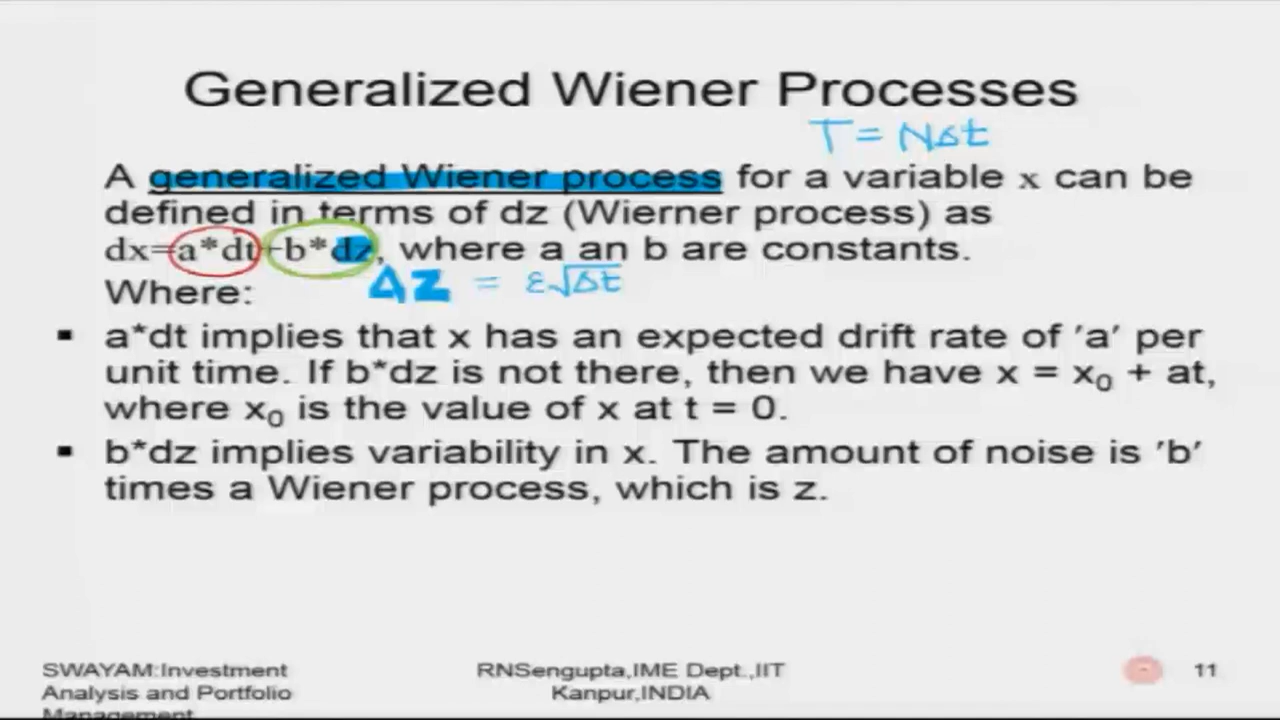 Generalized Wiener Processes
T = NΔt
A generalized Wiener process for a variable x can be
defined in terms of dz (Wierner process) as
dx=a*dt+b*dz, where a an b are constants.
Where: ΔZ = ε√Δt
▪ a*dt implies that x has an expected drift rate of 'a' per
unit time. If b*dz is not there, then we have x = x₀ + at,
where x₀ is the value of x at t = 0.
▪ b*dz implies variability in x. The amount of noise is 'b'
times a Wiener process, which is z.
SWAYAM:Investment
Analysis and Portfolio
Management
RNSengupta,IME Dept.,IIT
Kanpur,INDIA
11